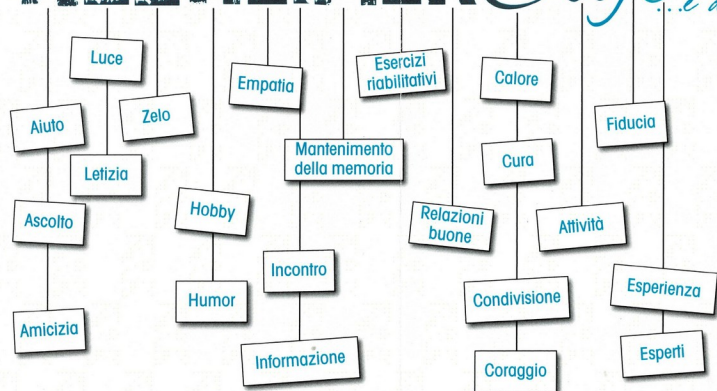 ALZHEIMER
Luce
Aiuto
Zelo
Letizia
Ascolto
Amicizia
Empatia
Hobby
Humor
Esercizi
riabilitativi
Mantenimento
della memoria
Incontro
Informazione
Relazioni
buone
Calore
Cura
Condivisione
Coraggio
Attività
Fiducia
Esperienza
Esperti